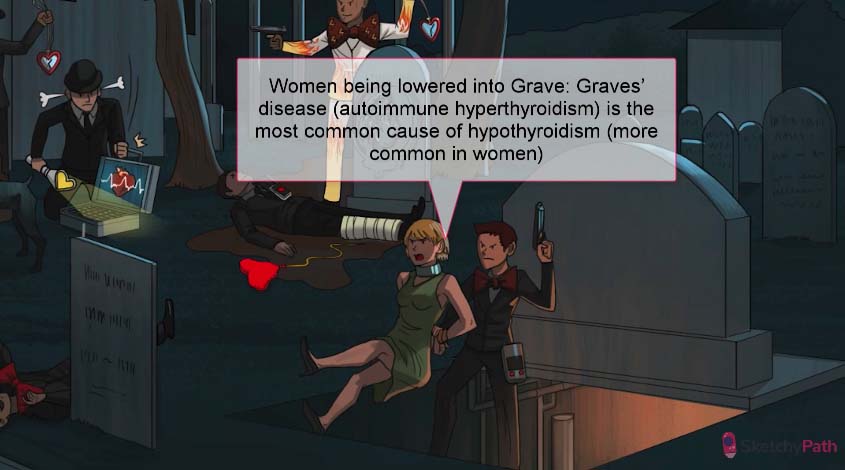 Women being lowered into Grave: Graves'
disease (autoimmune hyperthyroidism) is the
most common cause of hypothyroidism (more
common in women)
SketchyPath